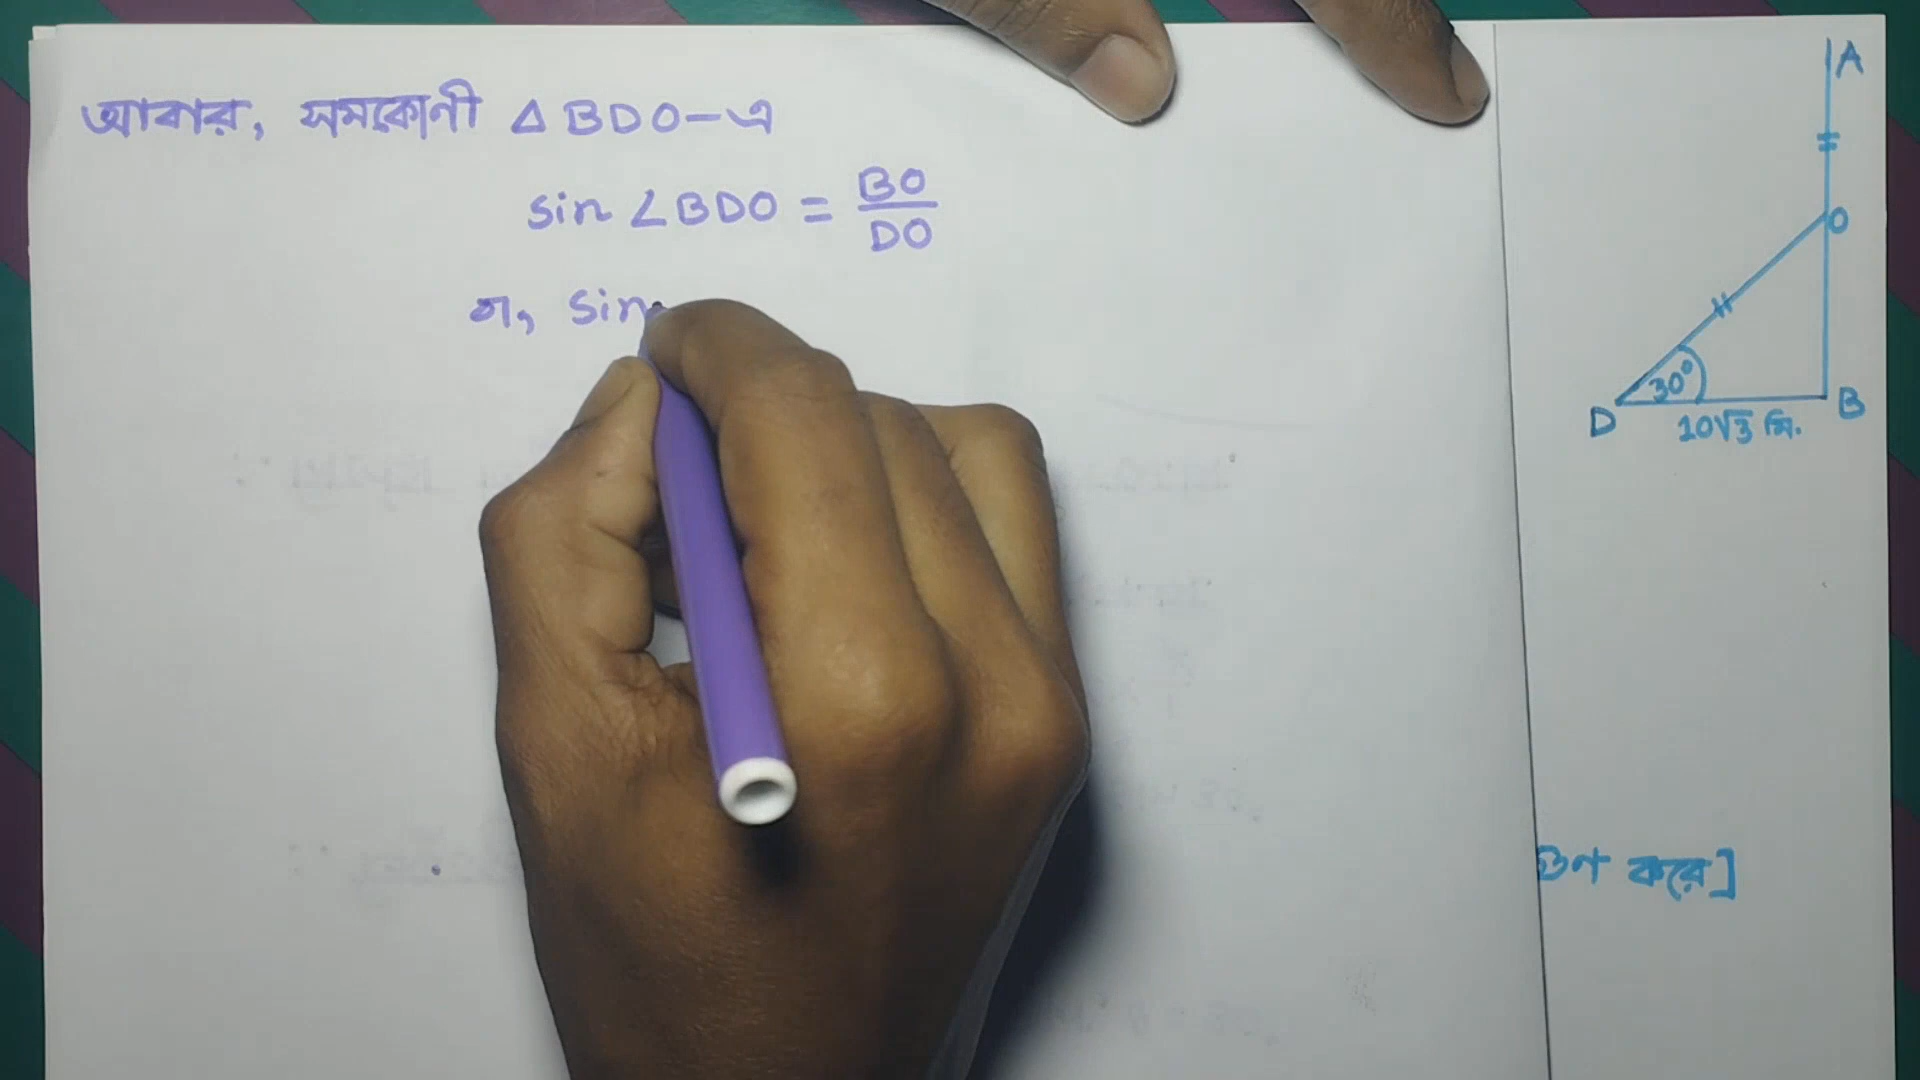 আবার, সমকোণী △ BDO-এ
sin ∠BDO = BO/DO
বা, sin
A
O
30°
D
B
10√3 মি.
গুণ করে]